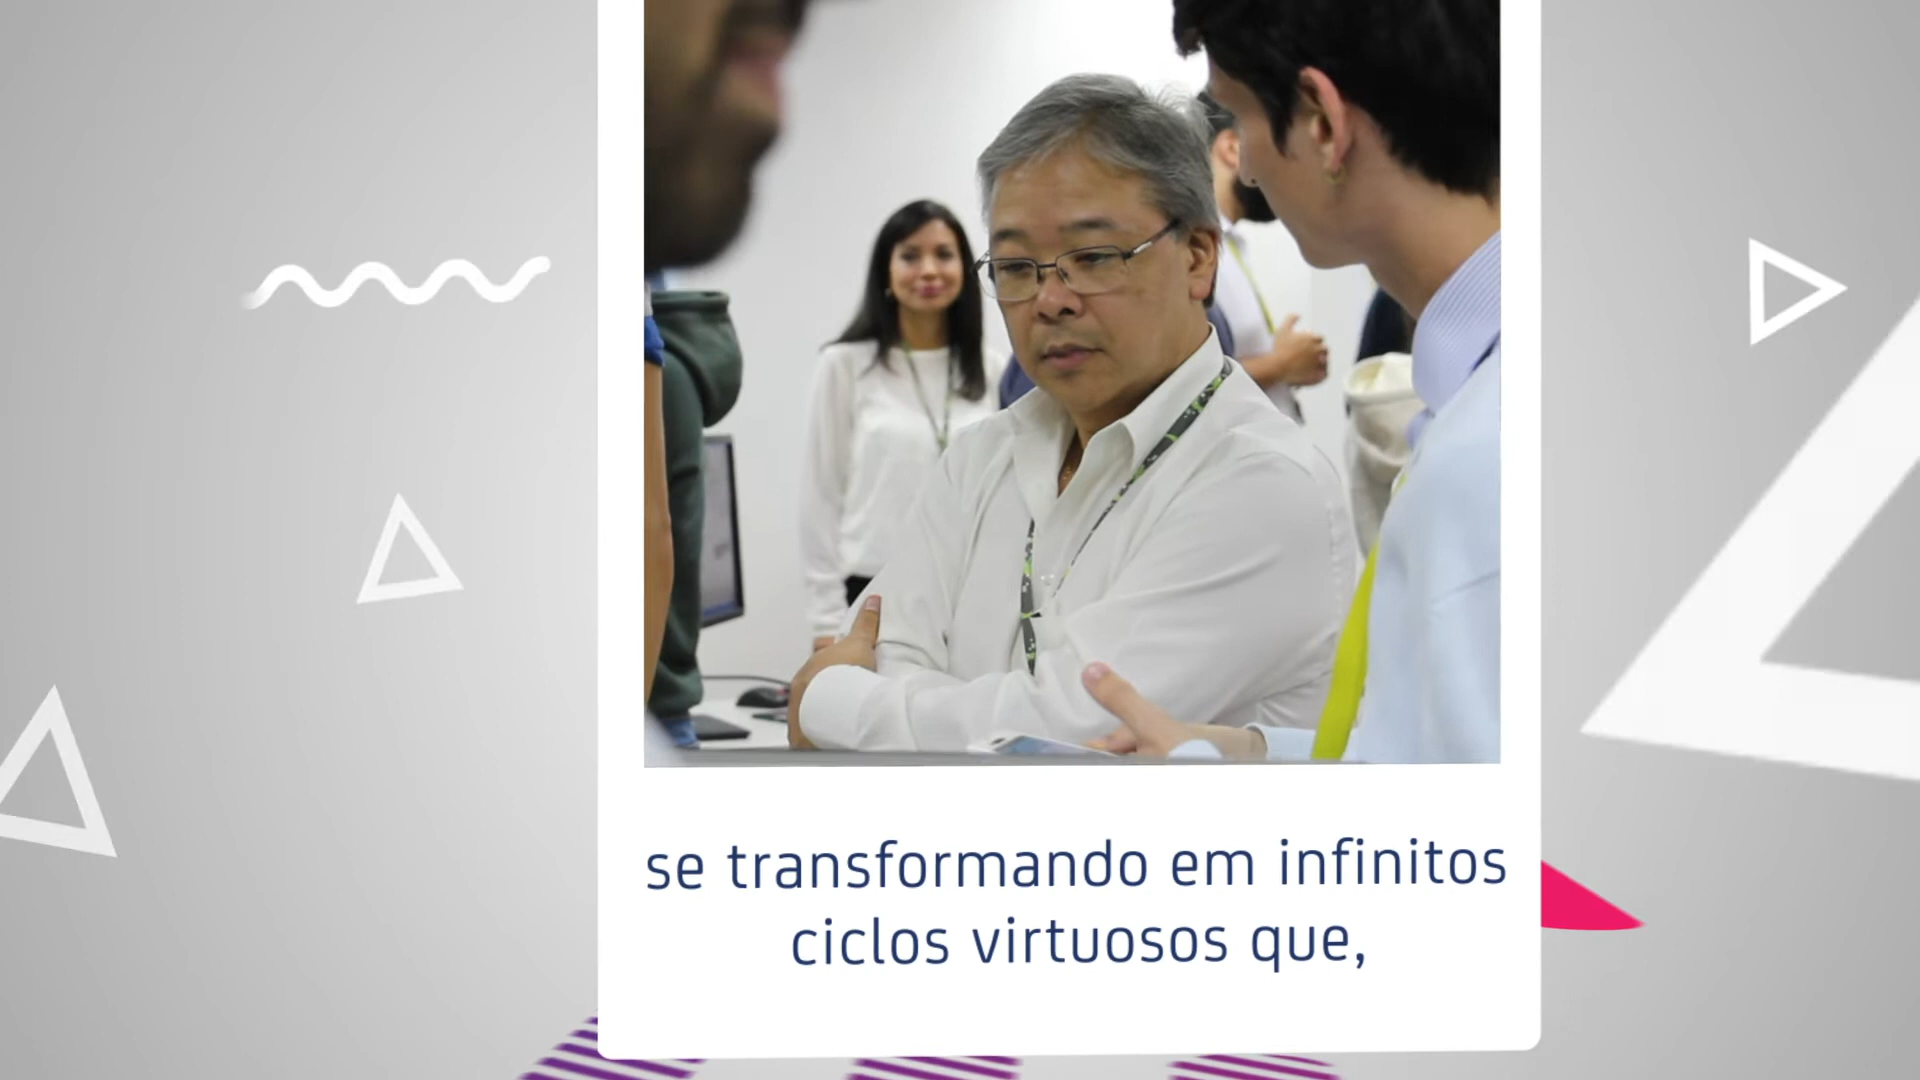 se transformando em infinitos
ciclos virtuosos que,